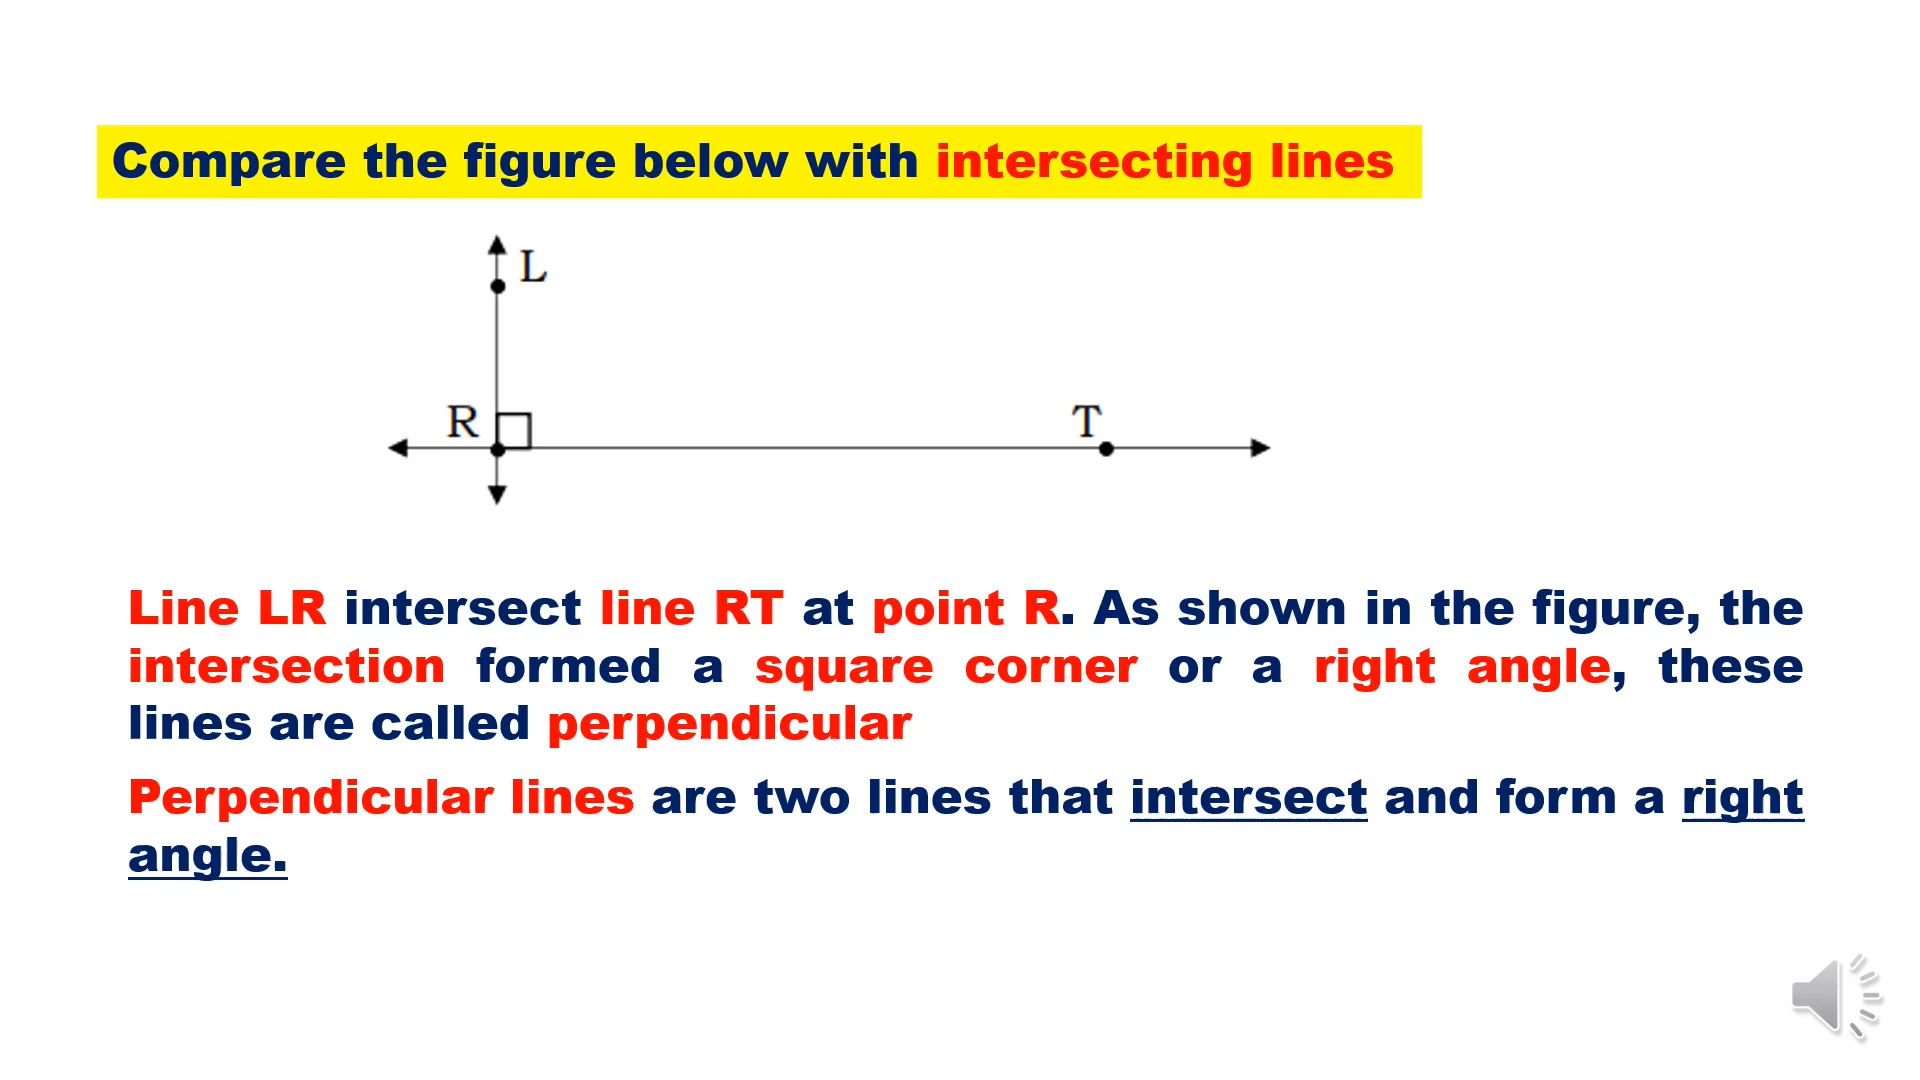 Compare the figure below with intersecting lines
L
R
T
Line LR intersect line RT at point R. As shown in the figure, the
intersection formed a square corner or a right angle, these
lines are called perpendicular
Perpendicular lines are two lines that intersect and form a right
angle.